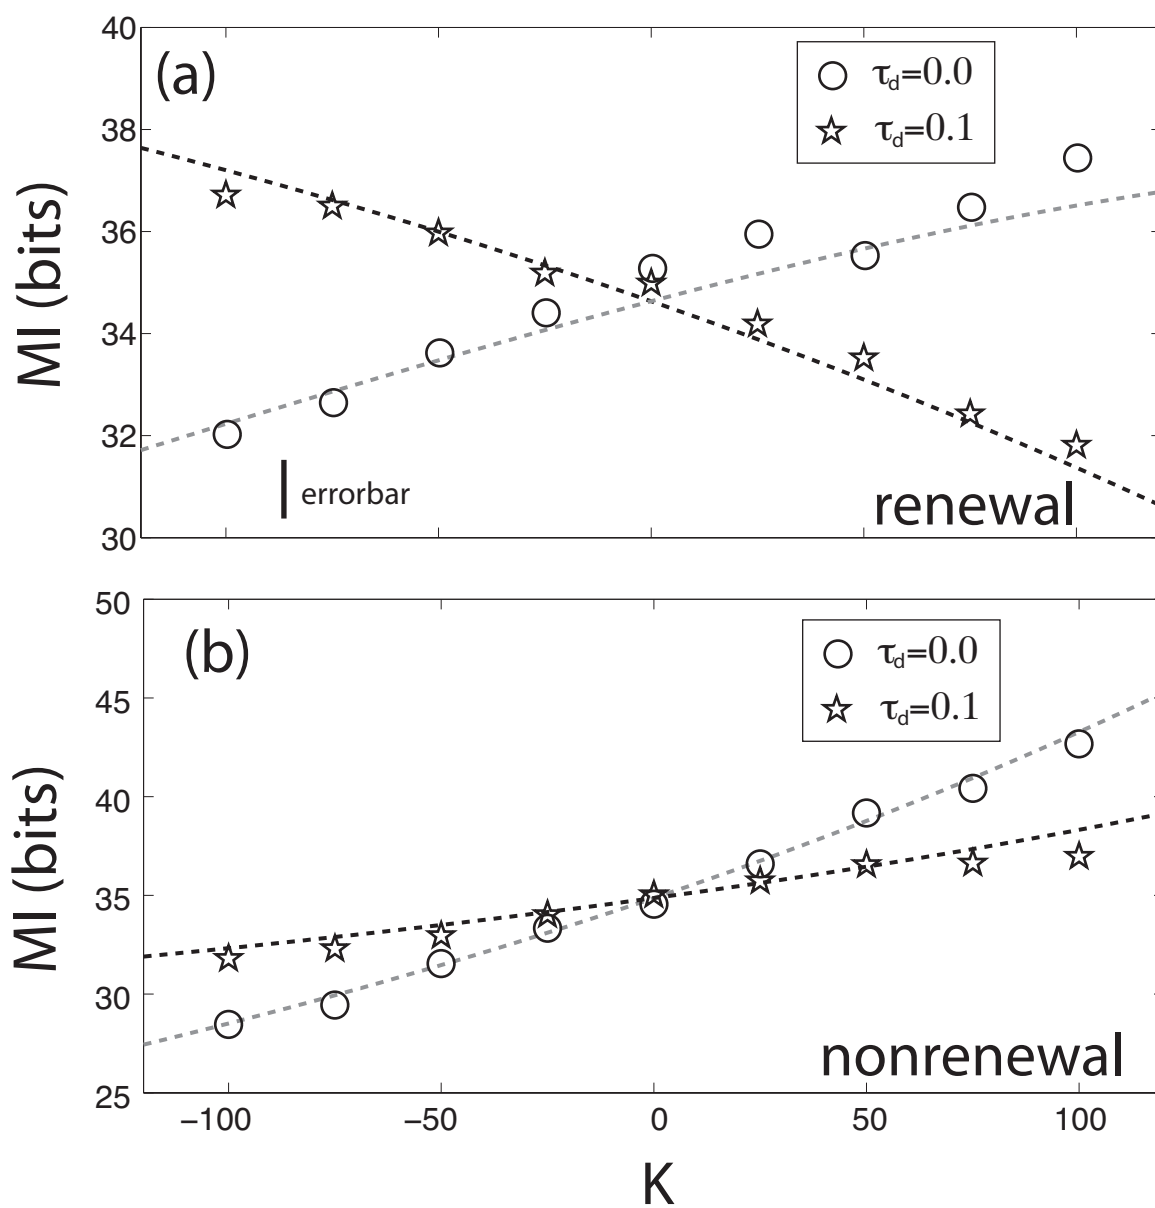 (a)
τd=0.0
τd=0.1
40
38
36
34
32
30
MI (bits)
errorbar
renewal
(b)
τd=0.0
τd=0.1
50
45
40
35
30
25
MI (bits)
nonrenewal
−100 −50 0 50 100
K